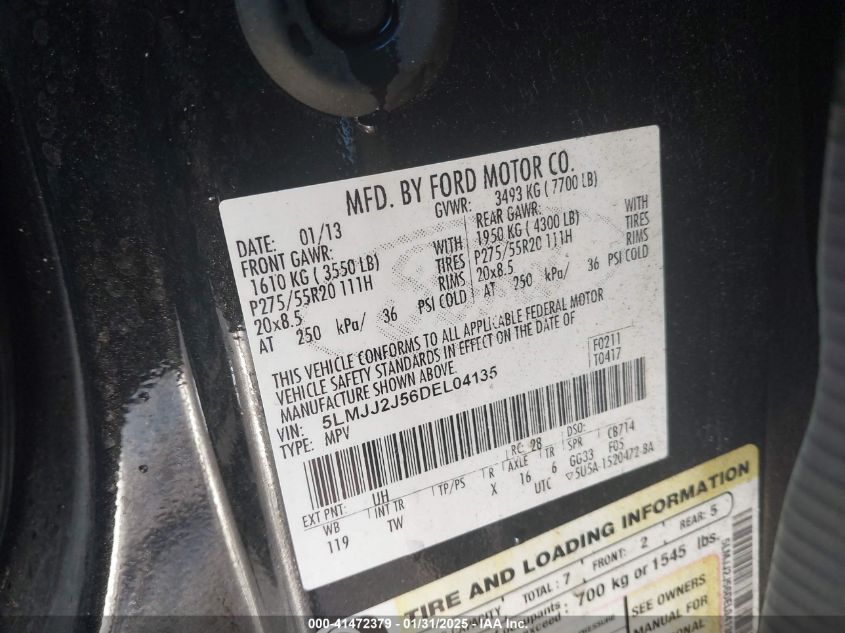 MFD. BY FORD MOTOR CO.
DATE: 01/13 GVWR: 3493 KG ( 7700 LB)
FRONT GAWR: REAR GAWR:
1610 KG ( 3550 LB) WITH 1950 KG ( 4300 LB) WITH
P275/55R20 111H TIRES P275/55R20 111H TIRES
20x8.5 RIMS 20x8.5 RIMS
AT 250 kPa/ 36 PSI COLD AT 250 kPa/ 36 PSI COLD
THIS VEHICLE CONFORMS TO ALL APPLICABLE FEDERAL MOTOR
VEHICLE SAFETY STANDARDS IN EFFECT ON THE DATE OF
MANUFACTURE SHOWN ABOVE.
F0211
T0417
VIN: 5LMJJ2J56DEL04135
TYPE: MPV
RC: 98 DSO: CB714
EXT PNT: UH R AXLE TR SPR F05
WB INT TR TP/PS X 16 6 GG33
119 TW UTC 5U5A-1520472-BA
TIRE AND LOADING INFORMATION
TOTAL: 7 FRONT: 2 REAR: 5
700 kg or 1545 lbs.
SEE OWNERS
MANUAL FOR
000-41472379 - 01/31/2025 - IAA Inc.